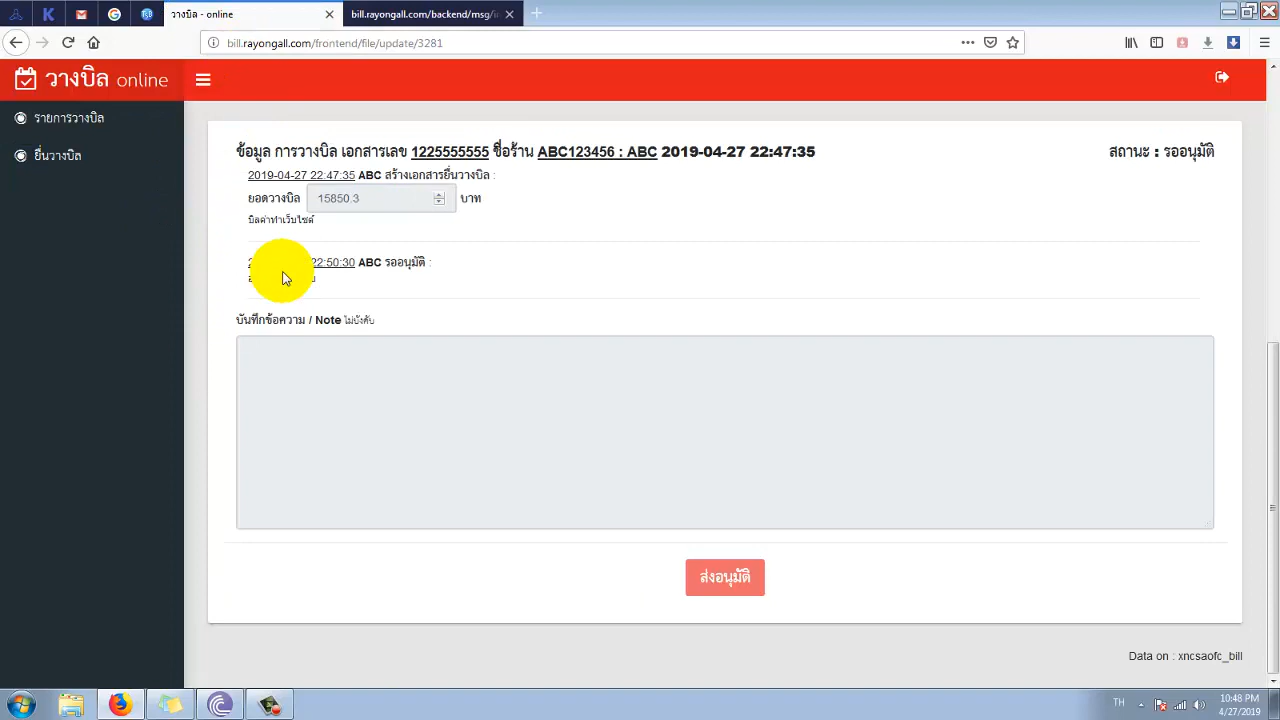 วางบิล - online
bill.rayongall.com/backend/msg/
bill.rayongall.com/frontend/file/update/3281
วางบิล online
รายการวางบิล
ยื่นวางบิล
ข้อมูล การวางบิล เอกสารเลข 1225555555 ชื่อร้าน ABC123456 : ABC 2019-04-27 22:47:35
สถานะ : รออนุมัติ
2019-04-27 22:47:35 ABC สร้างเอกสารยื่นวางบิล :
ยอดวางบิล 15850.3 บาท
บิลค่าทำเว็บไซต์
22:50:30 ABC รออนุมัติ :
บันทึกข้อความ / Note ไม่บังคับ
ส่งอนุมัติ
Data on : xncsaofc_bill
TH
10:48 PM
4/27/2019